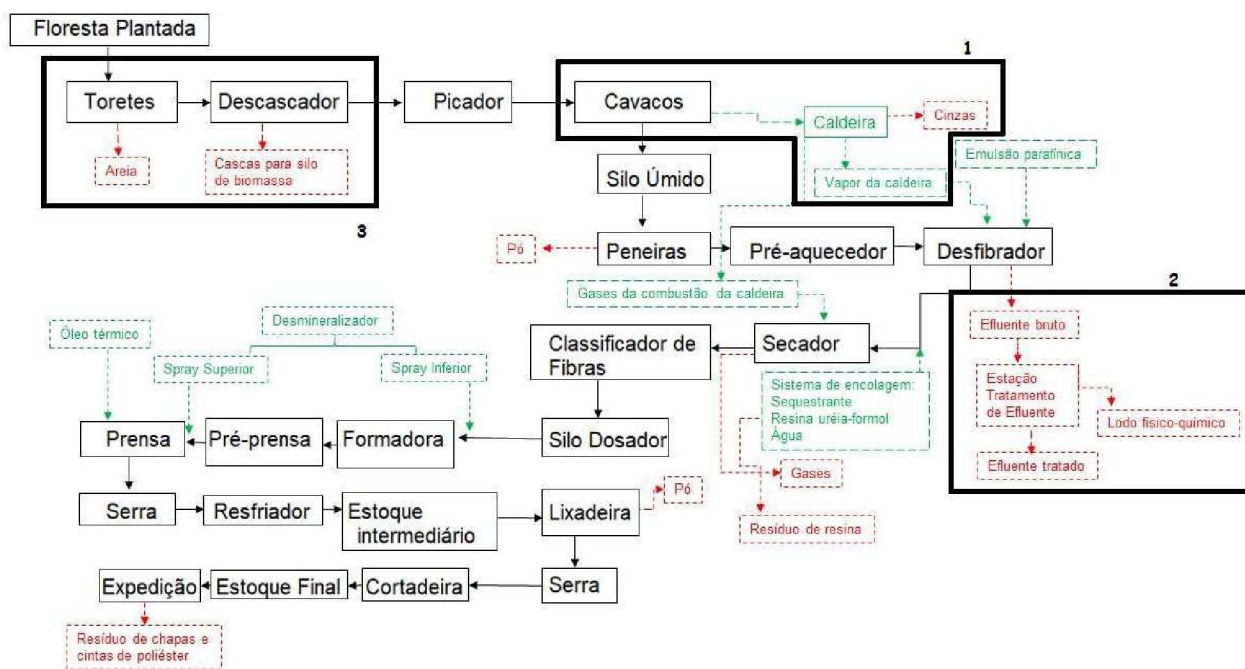 Floresta Plantada
1
Toretes
Descascador
Picador
Cavacos
Caldeira
Cinzas
Areia
Cascas para silo
de biomassa
Silo Úmido
Vapor da caldeira
Emulsão parafínica
3
Pó
Peneiras
Pré-aquecedor
Desfibrador
2
Gases da combustão da caldeira
Efluente bruto
Óleo térmico
Desmineralizador
Spray Superior
Spray Inferior
Classificador de
Fibras
Secador
Sistema de encolagem:
Sequestrante
Resina uréia-formol
Água
Estação
Tratamento
de Efluente
Lodo físico-quimico
Efluente tratado
Prensa
Pré-prensa
Formadora
Silo Dosador
Gases
Resíduo de resina
Serra
Resfriador
Estoque
intermediário
Lixadeira
Pó
Expedição
Estoque Final
Cortadeira
Serra
Resíduo de chapas e
cintas de poliéster